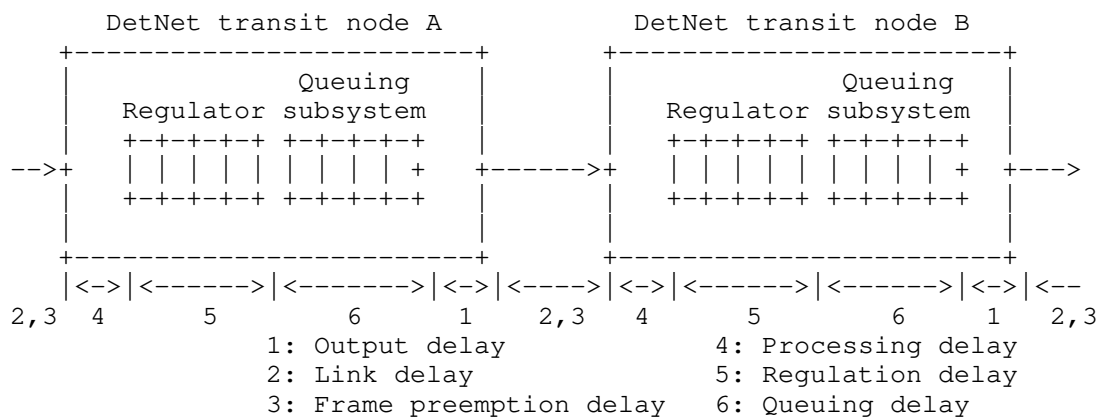 DetNet transit node A DetNet transit node B
Queuing Queuing
Regulator subsystem Regulator subsystem
2,3 4 5 6 1 2,3 4 5 6 1 2,3
1: Output delay 4: Processing delay
2: Link delay 5: Regulation delay
3: Frame preemption delay 6: Queuing delay